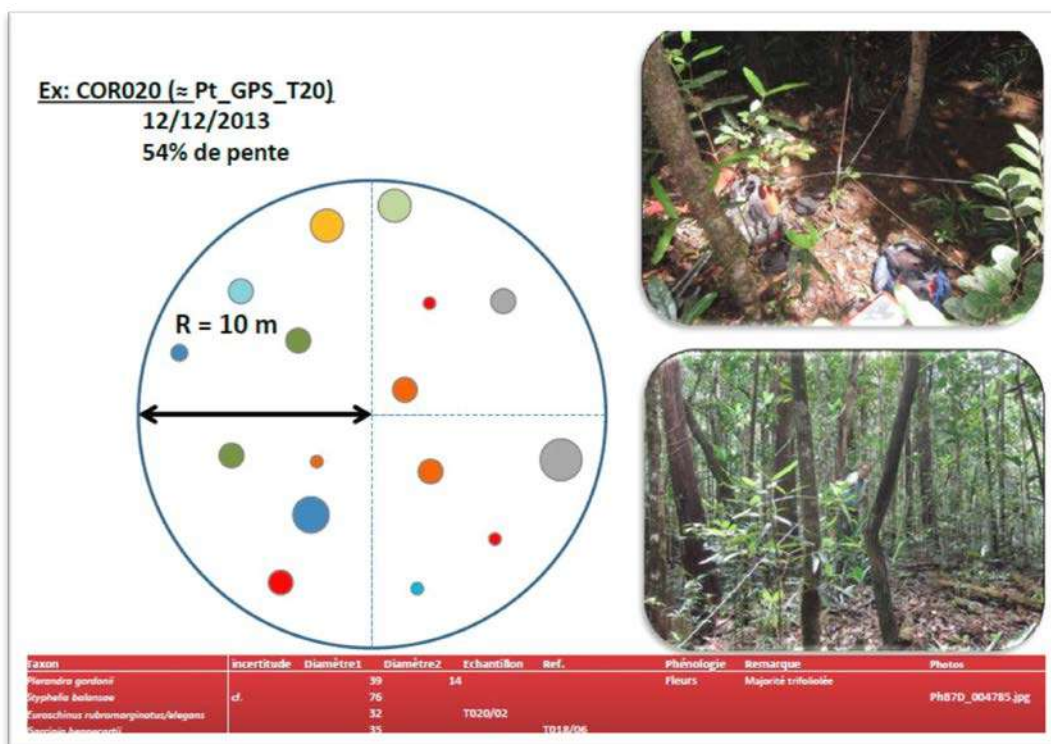 Ex: COR020 (≈ Pt_GPS_T20)
12/12/2013
54% de pente
R = 10 m
Taxon incertitude Diamètre1 Diamètre2 Echantillon Ref. Phénologie Remarque Photos
gordonii 39 14 Fleurs Majorité trifoliolée
Styphelia balansae cf. 76 PhB7D_004785.jpg
Euroschinus rubromarginatus/elegans 32 T020/02
Garcinia 35 T018/06